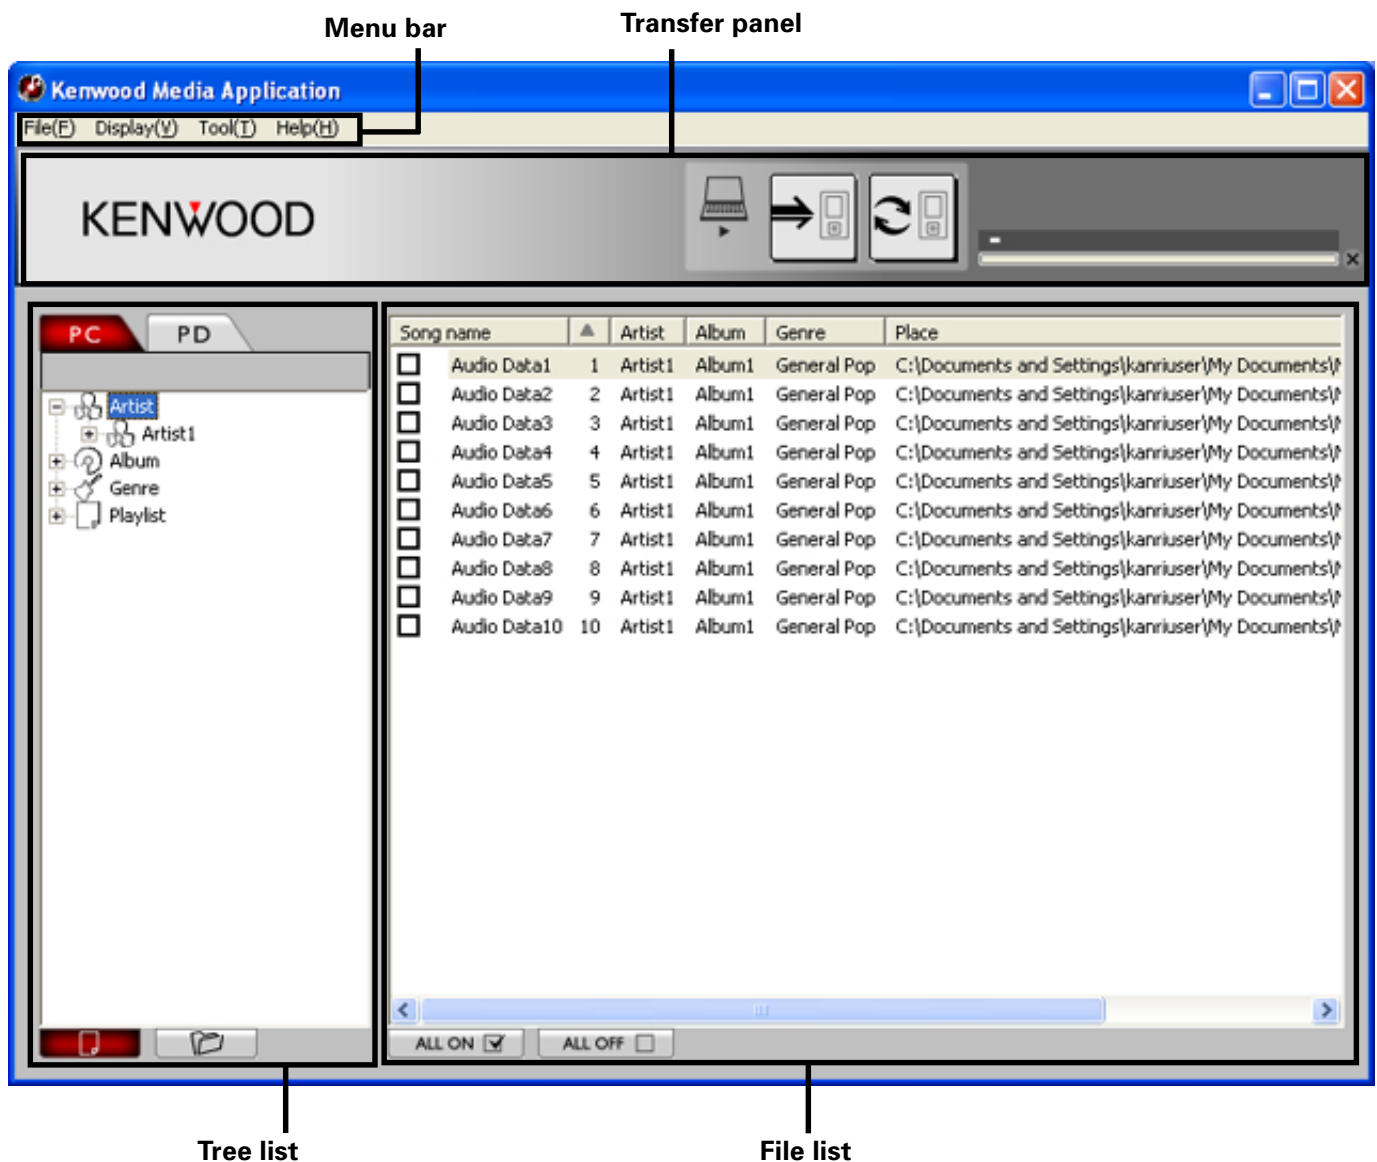 Menu bar
Transfer panel
Kenwood Media Application
File(F) Display(V) Tool(T) Help(H)
KENWOOD
PC PD
Artist
Artist1
Album
Genre
Playlist
Song name Artist Album Genre Place
Audio Data1 1 Artist1 Album1 General Pop C:\Documents and Settings\kanriuser\My Documents\
Audio Data2 2 Artist1 Album1 General Pop C:\Documents and Settings\kanriuser\My Documents\
Audio Data3 3 Artist1 Album1 General Pop C:\Documents and Settings\kanriuser\My Documents\
Audio Data4 4 Artist1 Album1 General Pop C:\Documents and Settings\kanriuser\My Documents\
Audio Data5 5 Artist1 Album1 General Pop C:\Documents and Settings\kanriuser\My Documents\
Audio Data6 6 Artist1 Album1 General Pop C:\Documents and Settings\kanriuser\My Documents\
Audio Data7 7 Artist1 Album1 General Pop C:\Documents and Settings\kanriuser\My Documents\
Audio Data8 8 Artist1 Album1 General Pop C:\Documents and Settings\kanriuser\My Documents\
Audio Data9 9 Artist1 Album1 General Pop C:\Documents and Settings\kanriuser\My Documents\
Audio Data10 10 Artist1 Album1 General Pop C:\Documents and Settings\kanriuser\My Documents\
ALL ON ALL OFF
Tree list
File list